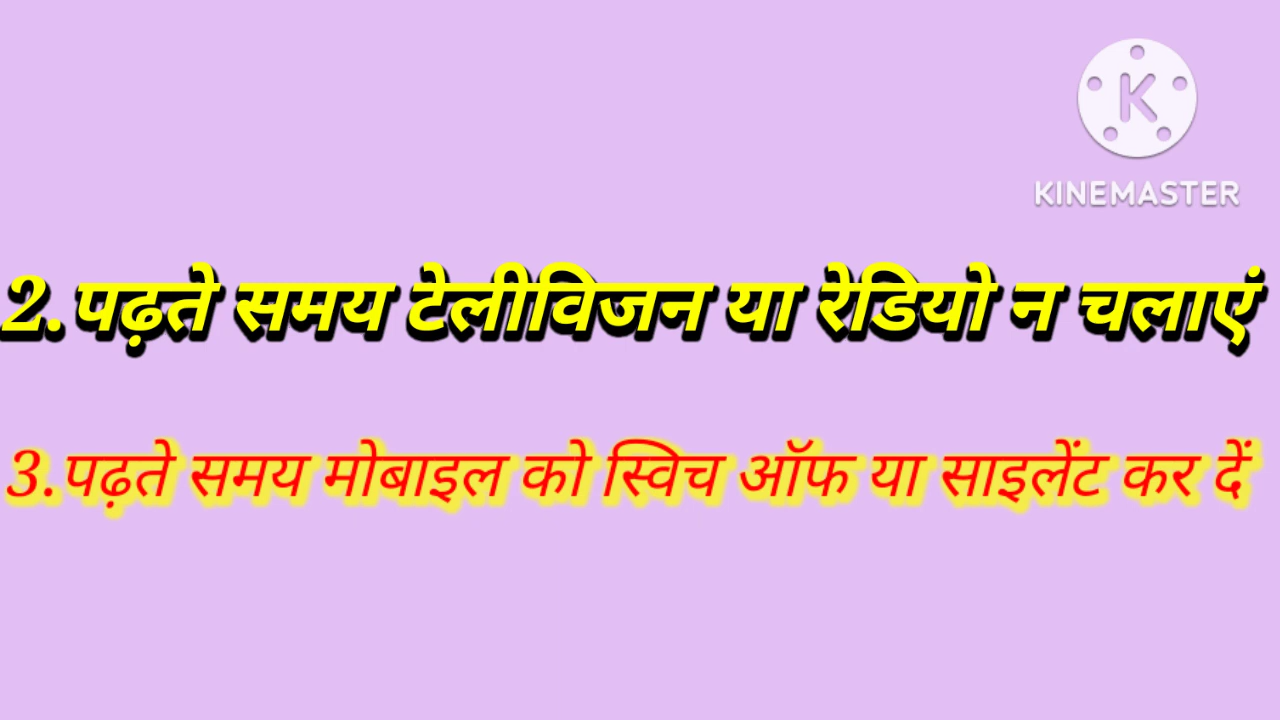 K
KINEMASTER
2.पढ़ते समय टेलीविजन या रेडियो न चलाएं
3.पढ़ते समय मोबाइल को स्विच ऑफ या साइलेंट कर दें